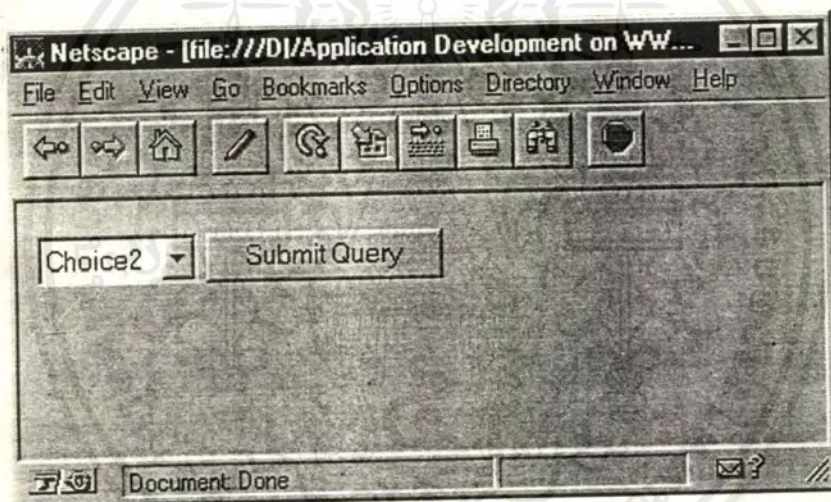 Netscape - [file:///D|/Application Development on WW...
File Edit View Go Bookmarks Options Directory Window Help
Choice2 Submit Query
Document: Done